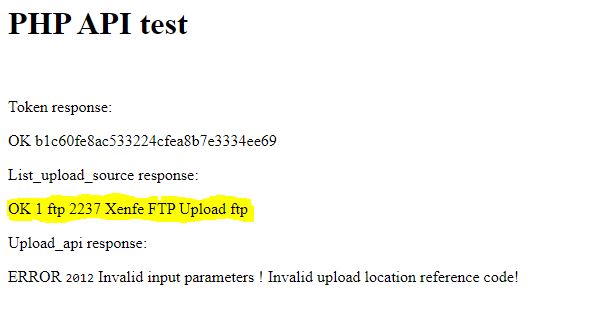 PHP API test
Token response:
OK b1c60fe8ac533224cfea8b7e3334ee69
List_upload_source response:
OK 1 ftp 2237 Xenfe FTP Upload ftp
Upload_api response:
ERROR 2012 Invalid input parameters ! Invalid upload location reference code!